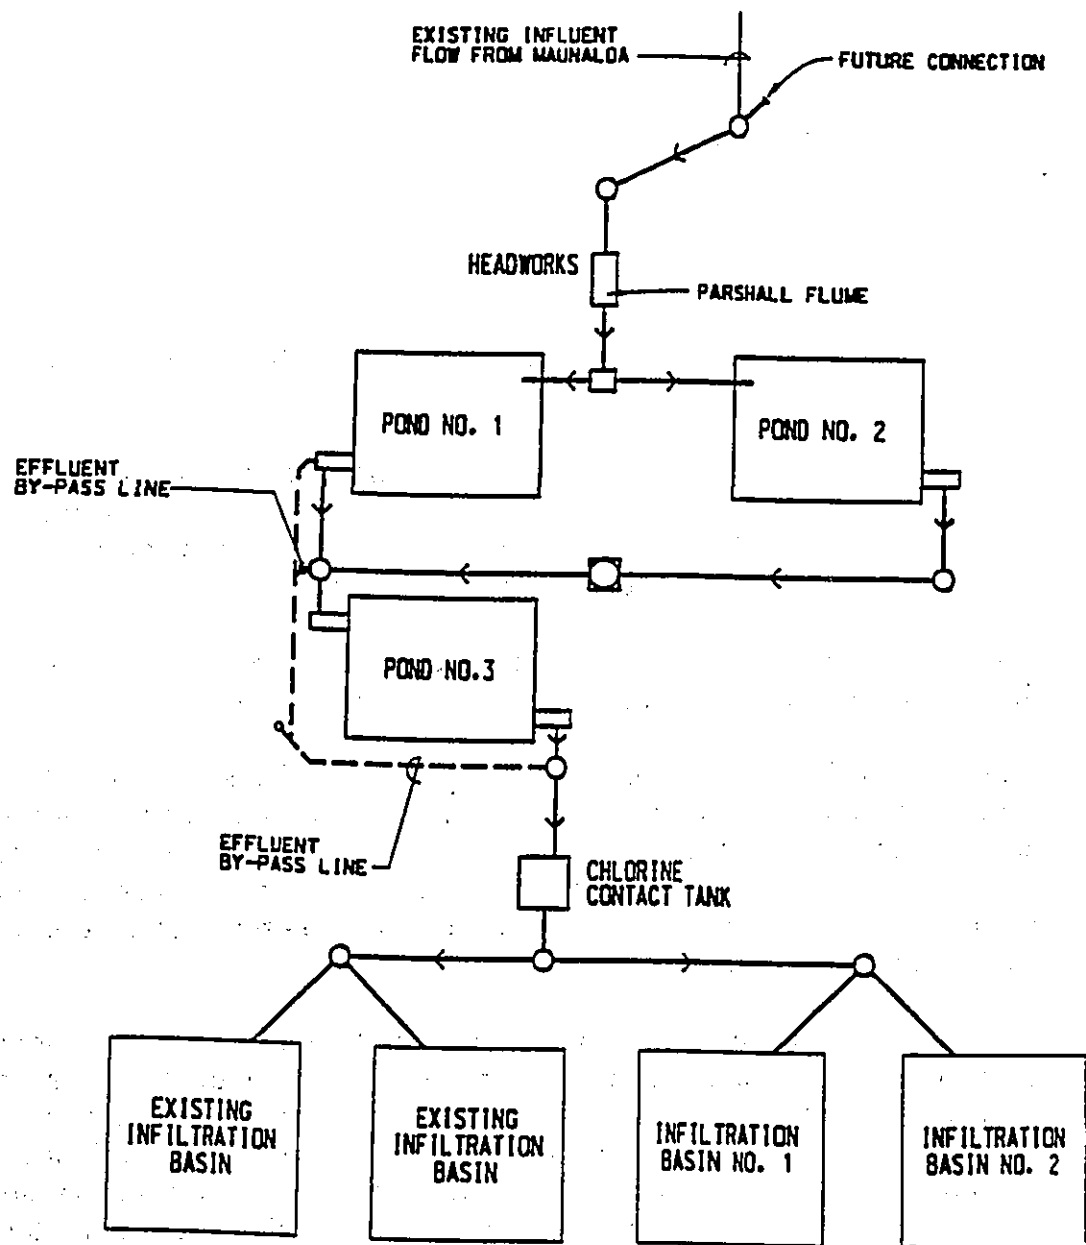 EXISTING INFLUENT
FLOW FROM MAUNALOA
FUTURE CONNECTION
HEADWORKS
PARSHALL FLUME
POND NO. 1
POND NO. 2
EFFLUENT
BY-PASS LINE
POND NO.3
EFFLUENT
BY-PASS LINE
CHLORINE
CONTACT TANK
EXISTING
INFILTRATION
BASIN
EXISTING
INFILTRATION
BASIN
INFILTRATION
BASIN NO. 1
INFILTRATION
BASIN NO. 2